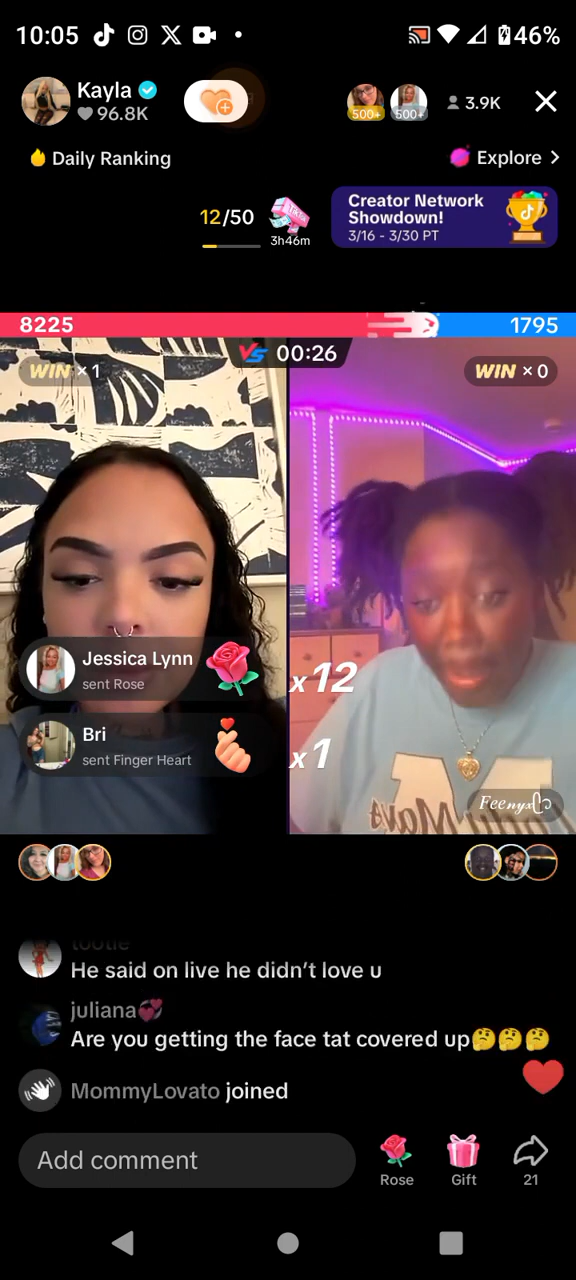 10:05
46%
Kayla
96.8K
500+
500+
3.9K
Daily Ranking
Explore
12/50
3h46m
Creator Network
Showdown!
3/16 - 3/30 PT
8225
1795
VS 00:26
WIN × 1
WIN × 0
Jessica Lynn
sent Rose
x12
Bri
sent Finger Heart
x1
Feenyx
tootie
He said on live he didn't love u
juliana💞
Are you getting the face tat covered up🤔🤔🤔
MommyLovato joined
Add comment
Rose
Gift
21